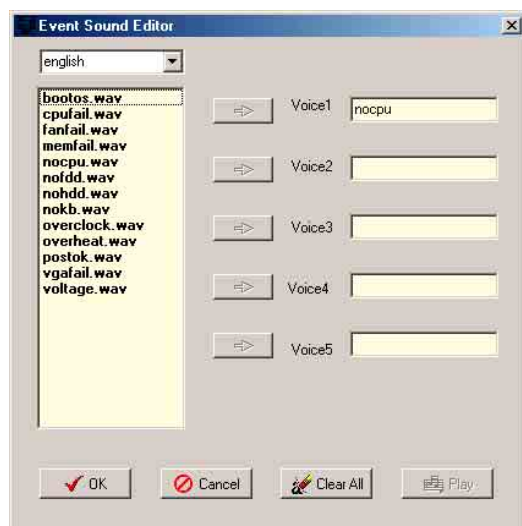 Event Sound Editor
english
bootos.wav
cpufail.wav
fanfail.wav
memfail.wav
nocpu.wav
nofdd.wav
nohdd.wav
nokb.wav
overclock.wav
overheat.wav
postok.wav
vgafail.wav
voltage.wav
Voice1
nocpu
Voice2
Voice3
Voice4
Voice5
OK
Cancel
Clear All
Play